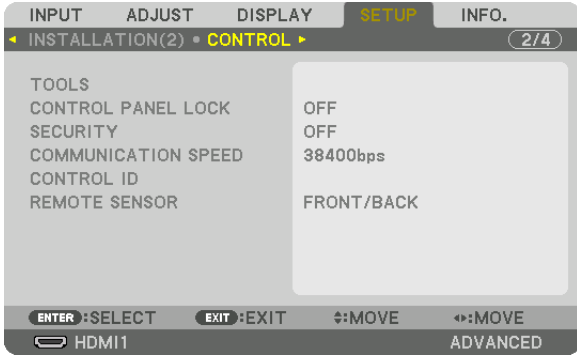 INPUT ADJUST DISPLAY SETUP INFO.
◄ INSTALLATION(2) • CONTROL ► 2/4
TOOLS
CONTROL PANEL LOCK OFF
SECURITY OFF
COMMUNICATION SPEED 38400bps
CONTROL ID
REMOTE SENSOR FRONT/BACK
ENTER :SELECT EXIT :EXIT ♦:MOVE ◄►:MOVE
HDMI1 ADVANCED